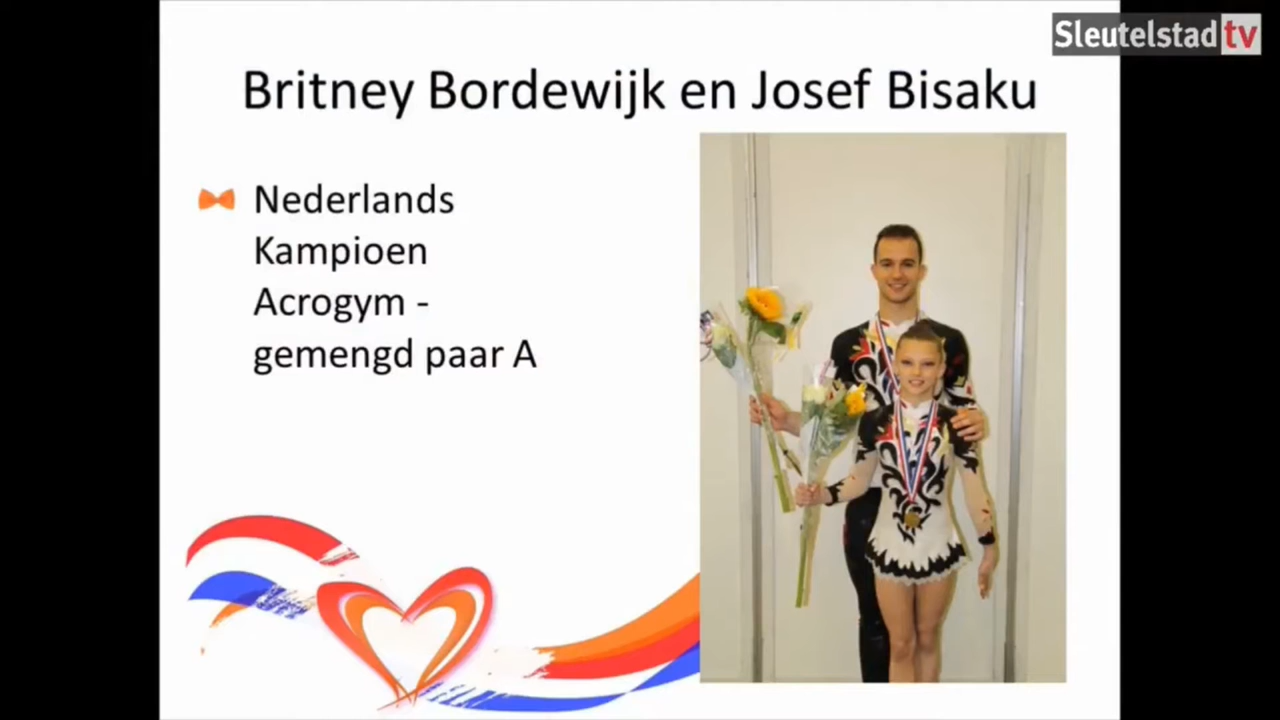 Sleutelstad tv
Britney Bordewijk en Josef Bisaku
Nederlands
Kampioen
Acrogym -
gemengd paar A